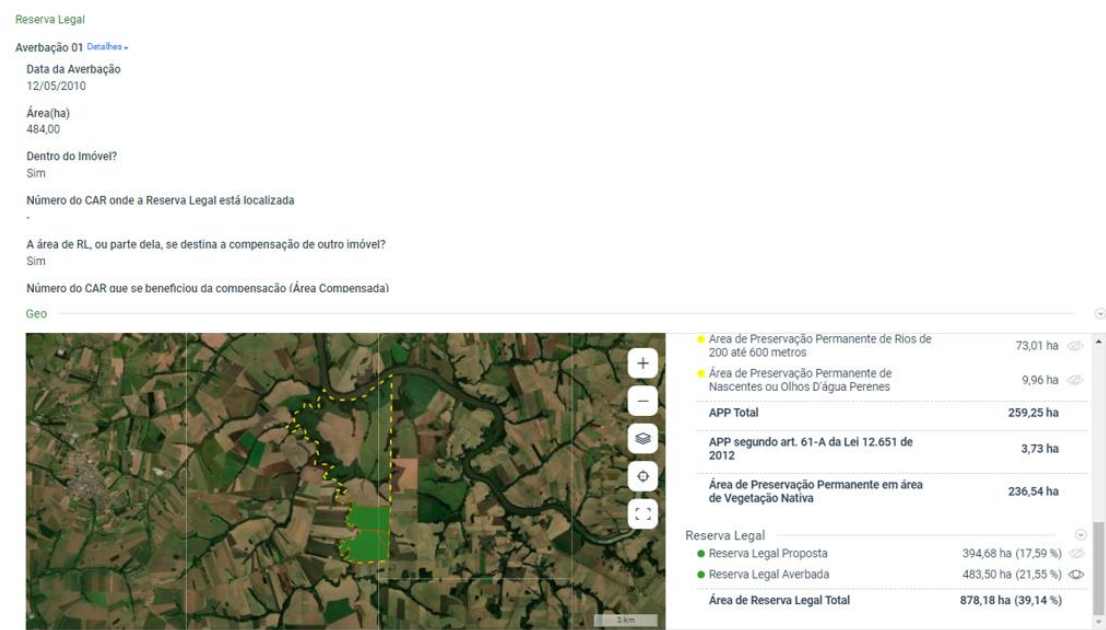 Reserva Legal
Averbação 01 Detalhes
Data da Averbação
12/05/2010
Área(ha)
484,00
Dentro do Imóvel?
Sim
Número do CAR onde a Reserva Legal está localizada
-
A área de RL, ou parte dela, se destina a compensação de outro imóvel?
Sim
Número do CAR que se beneficiou da compensação (Área Compensada)
Geo
+
−
3 km
Área de Preservação Permanente de Rios de
200 até 600 metros
73,01 ha
Área de Preservação Permanente de
Nascentes ou Olhos D'água Perenes
9,96 ha
APP Total
259,25 ha
APP segundo art. 61-A da Lei 12.651 de
2012
3,73 ha
Área de Preservação Permanente em área
de Vegetação Nativa
236,54 ha
Reserva Legal
Reserva Legal Proposta
394,68 ha (17,59 %)
Reserva Legal Averbada
483,50 ha (21,55 %)
Área de Reserva Legal Total
878,18 ha (39,14 %)